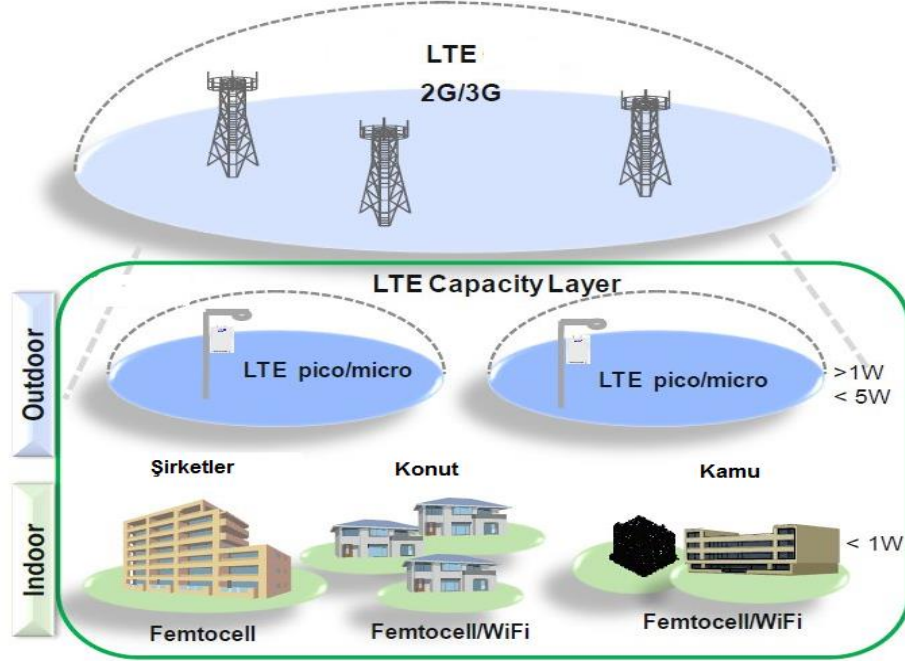 LTE
2G/3G
LTE Capacity Layer
Outdoor
LTE pico/micro
LTE pico/micro
>1W
< 5W
Şirketler
Konut
Kamu
Indoor
< 1W
Femtocell
Femtocell/WiFi
Femtocell/WiFi